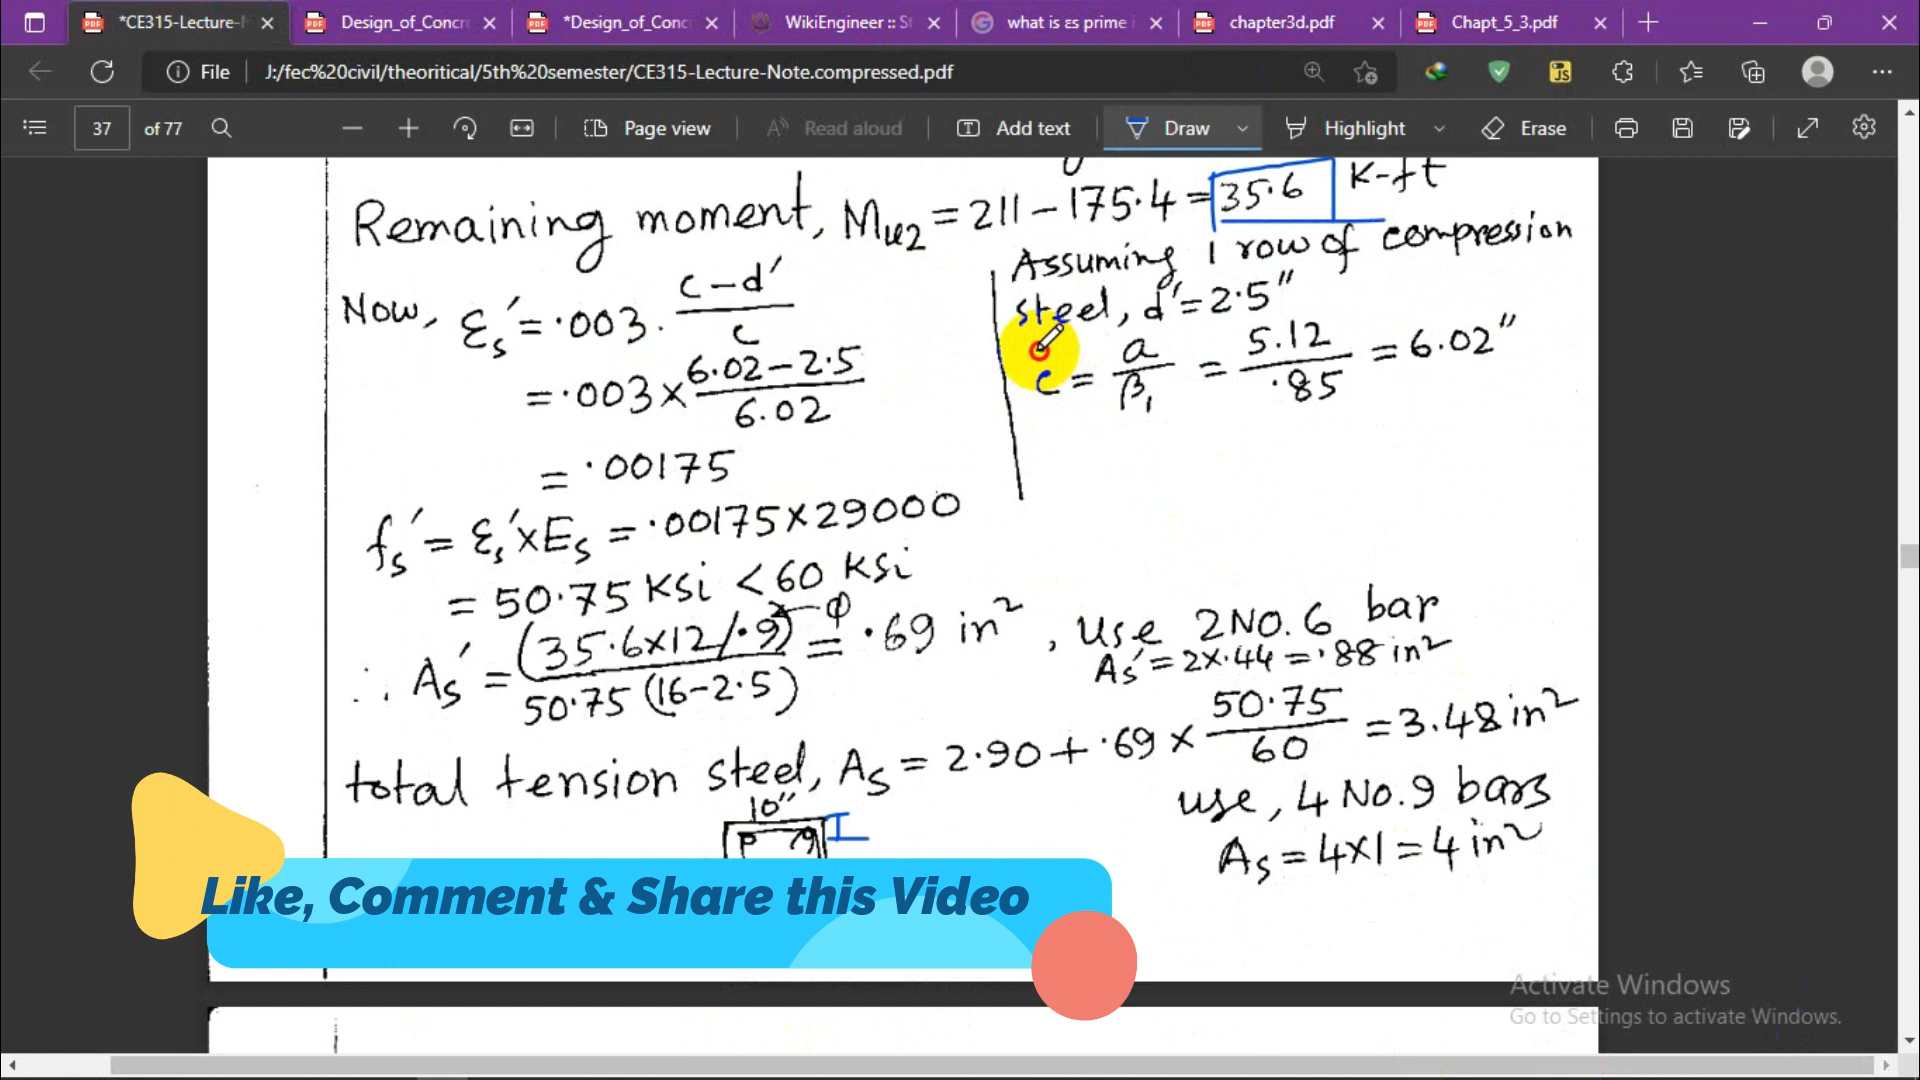 *CE315-Lecture-N
Design_of_Concre
*Design_of_Conc
WikiEngineer :: St
what is εs prime i
chapter3d.pdf
Chapt_5_3.pdf
File
J:/fec%20civil/theoritical/5th%20semester/CE315-Lecture-Note.compressed.pdf
JS
37 of 77
Page view
Read aloud
Add text
Draw
Highlight
Erase
Remaining moment, Mu2 = 211 - 175.4 = 35.6 K-ft
Assuming 1 row of compression
steel, d' = 2.5"
c = a/β1 = 5.12/.85 = 6.02"
Now, εs' = .003. (c-d')/c
= .003 × (6.02-2.5)/6.02
= .00175
fs' = εs' × Es = .00175×29000
= 50.75 Ksi < 60 Ksi
∴ As' = (35.6×12/.9)/50.75 (16-2.5) = .69 in², use 2 NO. 6 bar
φ
As' = 2×.44 = .88 in²
total tension steel, As = 2.90 + .69 × 50.75/60 = 3.48 in²
use, 4 No. 9 bars
As = 4×1 = 4 in²
10"
Like, Comment & Share this Video
Activate Windows
Go to Settings to activate Windows.